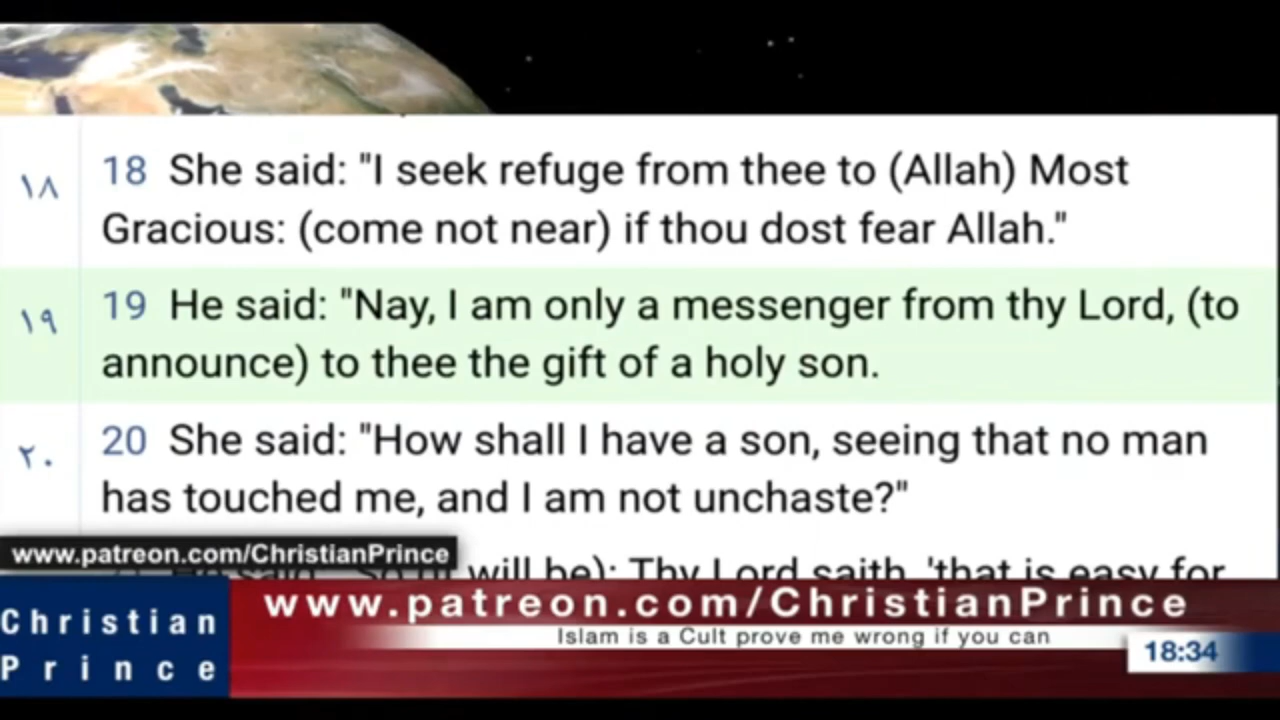 ١٨
18 She said: "I seek refuge from thee to (Allah) Most
Gracious: (come not near) if thou dost fear Allah."
١٩
19 He said: "Nay, I am only a messenger from thy Lord, (to
announce) to thee the gift of a holy son.
٢٠
20 She said: "How shall I have a son, seeing that no man
has touched me, and I am not unchaste?"
www.patreon.com/ChristianPrince
will be): Thy Lord saith, 'that is easy for
www.patreon.com/ChristianPrince
Islam is a Cult prove me wrong if you can
Christian
Prince
18:34